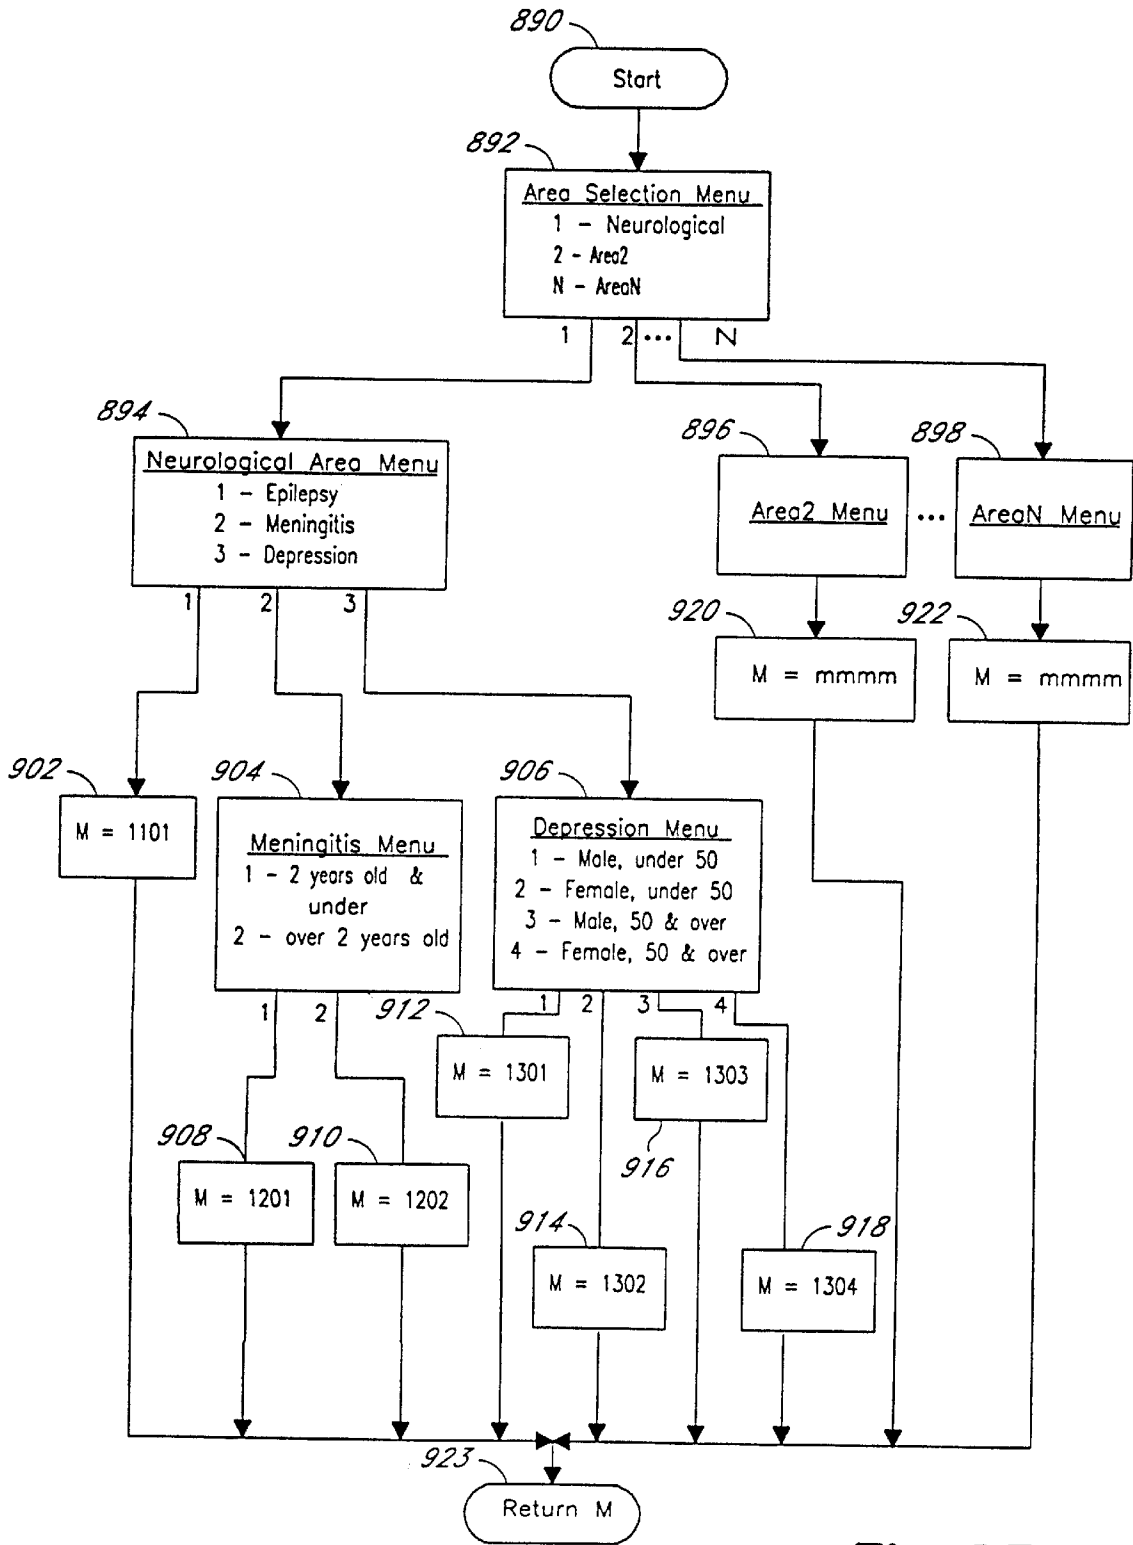 890
Start
892
Area Selection Menu
1 - Neurological
2 - Area2
N - AreaN
1 2 ... N
894
Neurological Area Menu
1 - Epilepsy
2 - Meningitis
3 - Depression
1 2 3
896
Area2 Menu
...
898
AreaN Menu
920
M = mmmm
922
M = mmmm
902
M = 1101
904
Meningitis Menu
1 - 2 years old &
under
2 - over 2 years old
1 2
906
Depression Menu
1 - Male, under 50
2 - Female, under 50
3 - Male, 50 & over
4 - Female, 50 & over
1 2 3 4
912
M = 1301
M = 1303
916
908
M = 1201
910
M = 1202
914
M = 1302
918
M = 1304
923
Return M